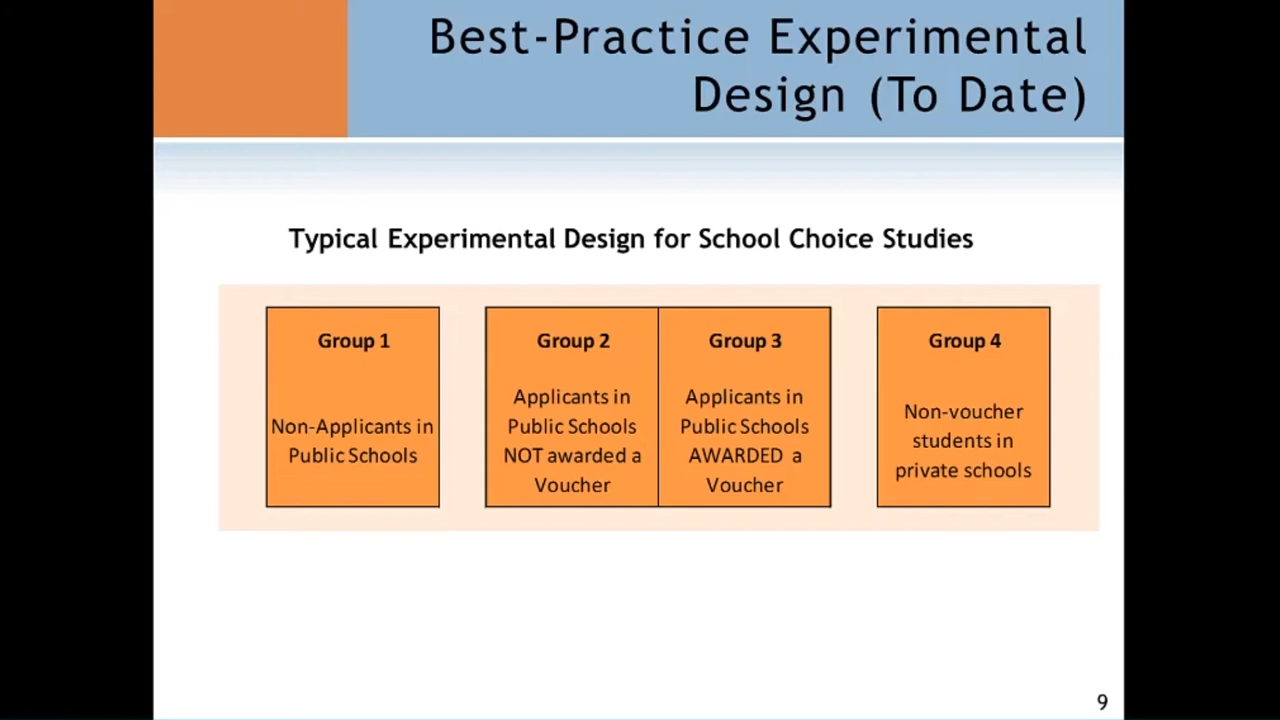 Best-Practice Experimental
Design (To Date)
Typical Experimental Design for School Choice Studies
Group 1
Non-Applicants in
Public Schools
Group 2
Applicants in
Public Schools
NOT awarded a
Voucher
Group 3
Applicants in
Public Schools
AWARDED a
Voucher
Group 4
Non-voucher
students in
private schools
9